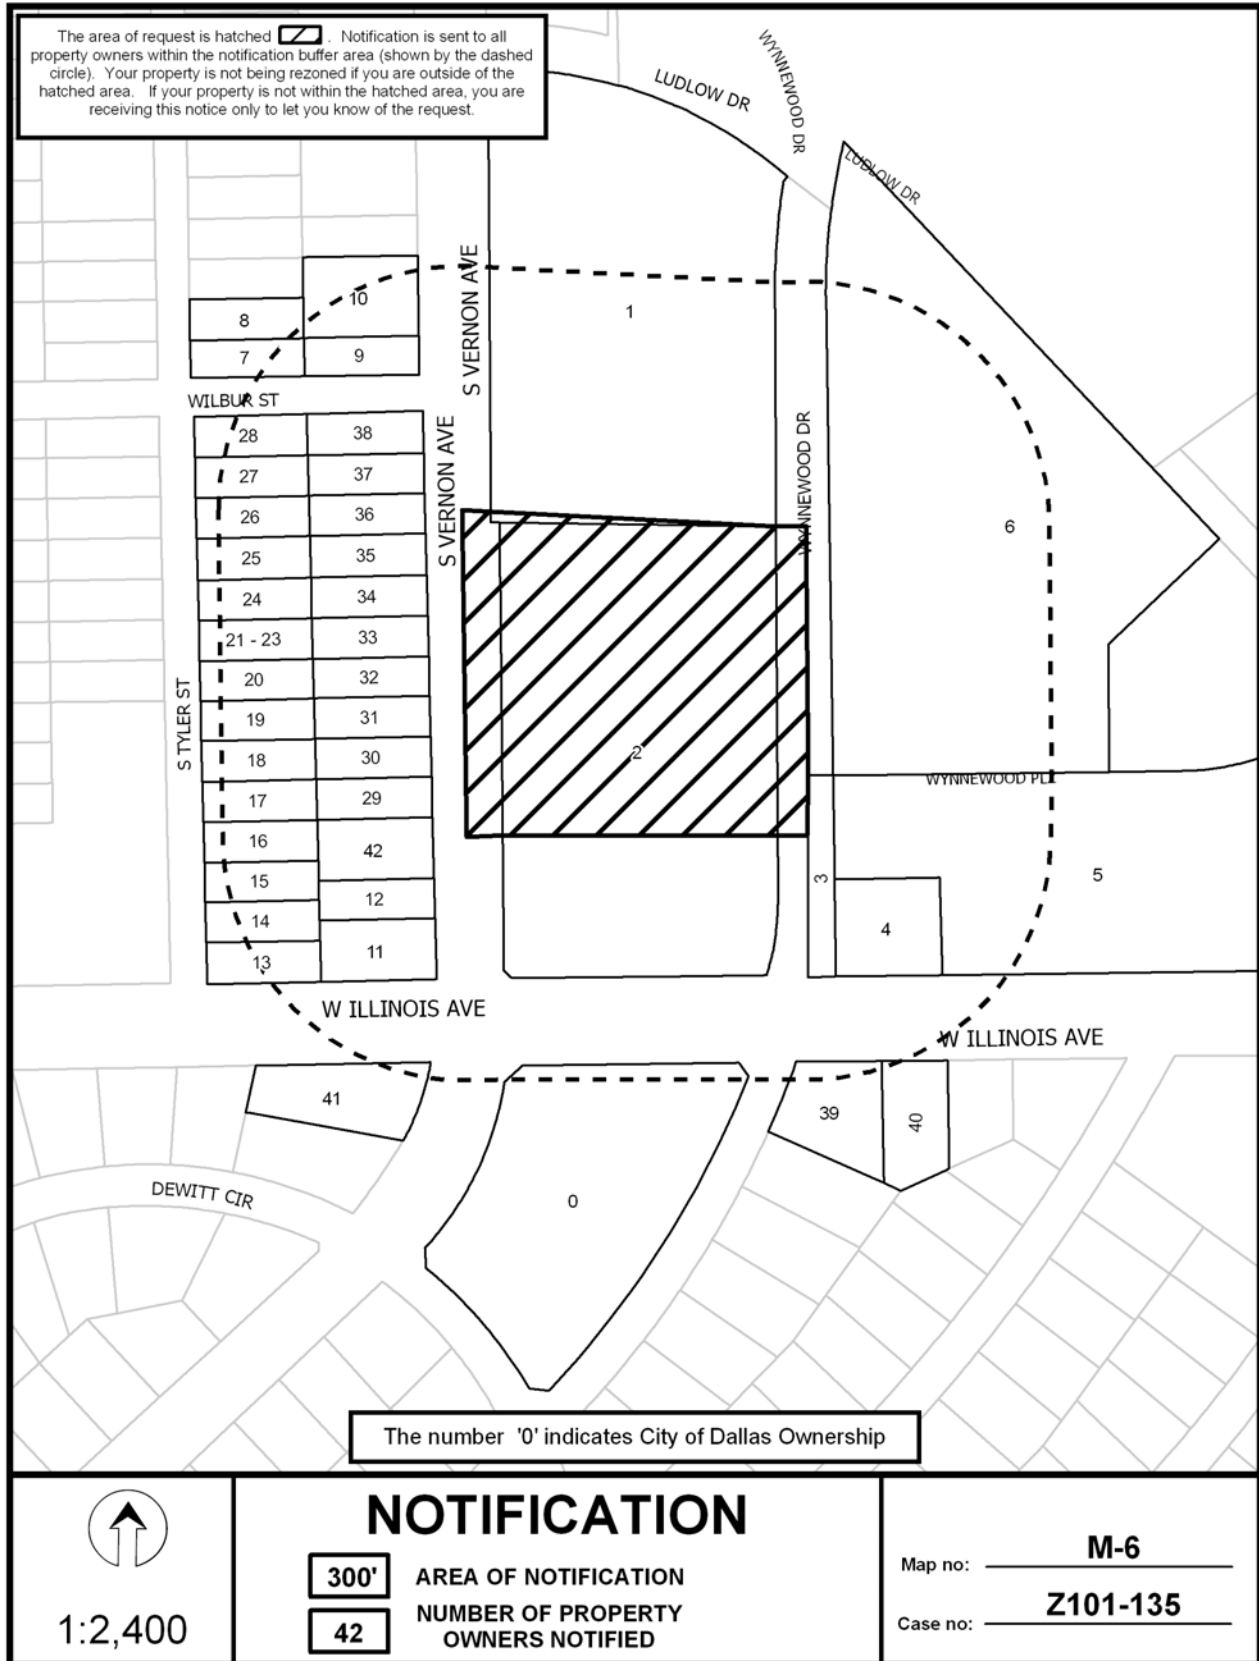 The area of request is hatched . Notification is sent to all
property owners within the notification buffer area (shown by the dashed
circle). Your property is not being rezoned if you are outside of the
hatched area. If your property is not within the hatched area, you are
receiving this notice only to let you know of the request.
LUDLOW DR
WYNNEWOOD DR
LUDLOW DR
S VERNON AVE
10
8
1
7
9
WILBUR ST
28
38
27
37
S VERNON AVE
WYNNEWOOD DR
26
36
6
25
35
24
34
21 - 23
33
20
32
S TYLER ST
19
31
18
30
2
WYNNEWOOD PLZ
17
29
16
42
15
12
3
5
14
11
4
13
W ILLINOIS AVE
W ILLINOIS AVE
41
39
40
DEWITT CIR
0
The number '0' indicates City of Dallas Ownership
1:2,400
NOTIFICATION
300' AREA OF NOTIFICATION
42 NUMBER OF PROPERTY
OWNERS NOTIFIED
Map no: M-6
Case no: Z101-135